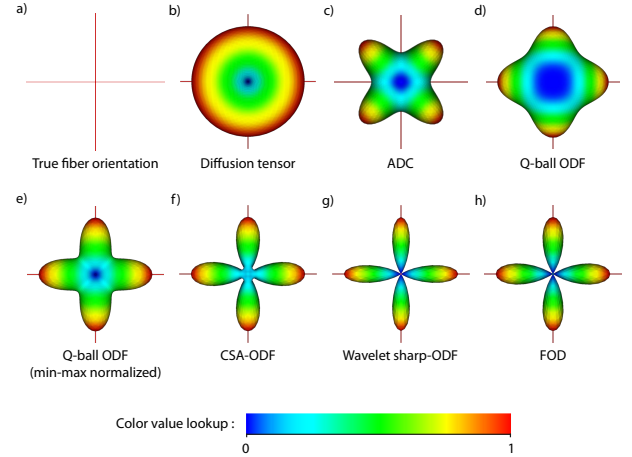 a)
b)
c)
d)
True fiber orientation
Diffusion tensor
ADC
Q-ball ODF
e)
f)
g)
h)
Q-ball ODF
(min-max normalized)
CSA-ODF
Wavelet sharp-ODF
FOD
Color value lookup :
0
1